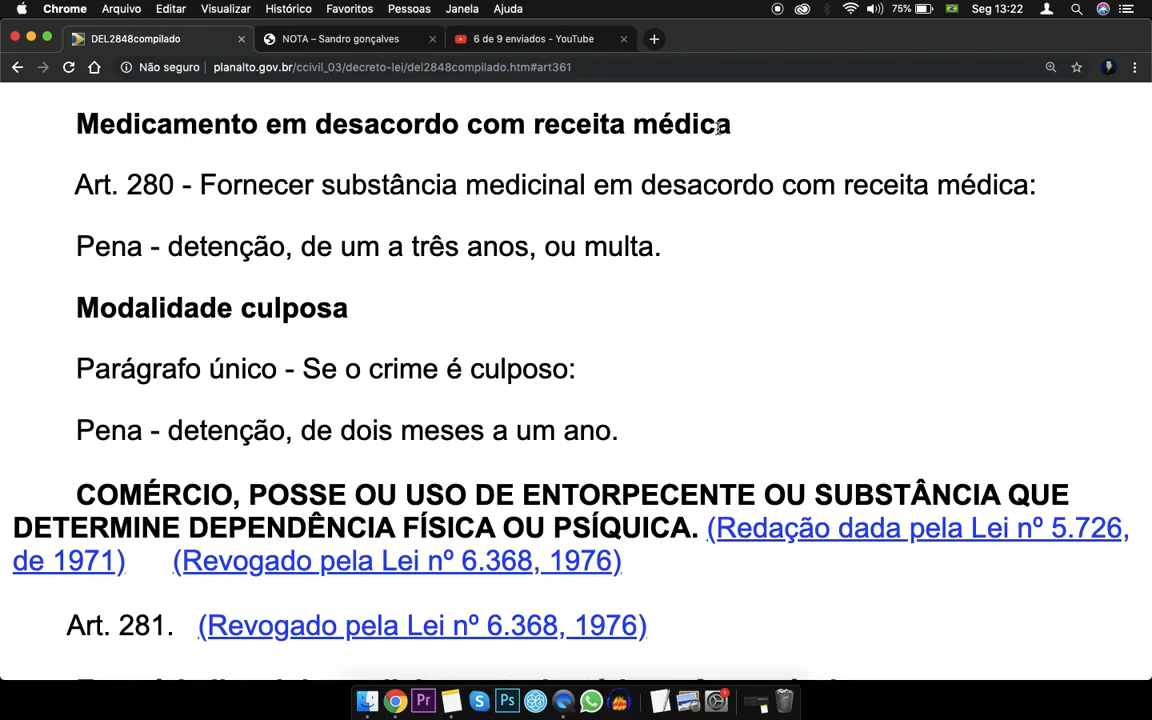 Chrome Arquivo Editar Visualizar Histórico Favoritos Pessoas Janela Ajuda 75% Seg 13:22
DEL2848compilado NOTA – Sandro gonçalves 6 de 9 enviados - YouTube
Não seguro planalto.gov.br/ccivil_03/decreto-lei/del2848compilado.htm#art361
Medicamento em desacordo com receita médica
Art. 280 - Fornecer substância medicinal em desacordo com receita médica:
Pena - detenção, de um a três anos, ou multa.
Modalidade culposa
Parágrafo único - Se o crime é culposo:
Pena - detenção, de dois meses a um ano.
COMÉRCIO, POSSE OU USO DE ENTORPECENTE OU SUBSTÂNCIA QUE
DETERMINE DEPENDÊNCIA FÍSICA OU PSÍQUICA. (Redação dada pela Lei nº 5.726,
de 1971) (Revogado pela Lei nº 6.368, 1976)
Art. 281. (Revogado pela Lei nº 6.368, 1976)
Pr Ps